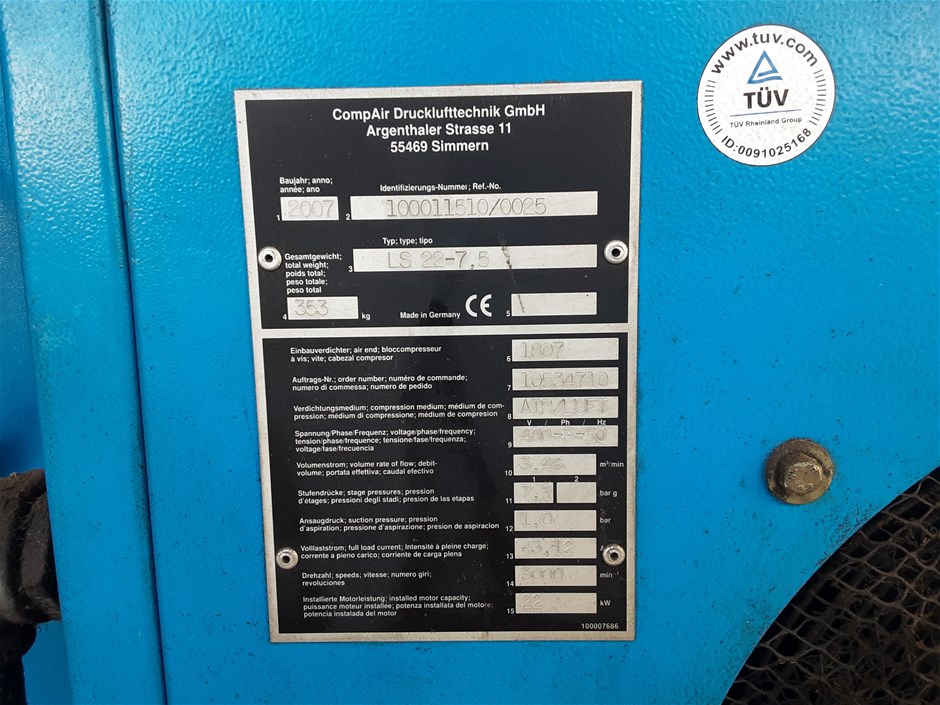 www.tuv.com
TÜV
TÜV Rheinland Group
ID:0091025168
CompAir Drucklufttechnik GmbH
Argenthaler Strasse 11
55469 Simmern
Baujahr; anno;
année; ano
1 2007
Identifizierungs-Nummer; Ref.-No.
2 100011510/0025
Typ; type; tipo
3 LS 22-7,5
Gesamtgewicht;
total weight;
poids total;
peso totale;
peso total
4 353 kg
Made in Germany CE 5
Einbauverdichter; air end; bloccompresseur
à vis; vite; cabezal compresor
6 1807
Auftrags-Nr.; order number; numéro de commande;
numero di commessa; numero de pedido
7 10534710
Verdichtungsmedium; compression medium; médium de com-
pression; médium di compressione; médium de compresion
8 AIR/LUFT
V / Ph / Hz
Spannung/Phase/Frequenz; voltage/phase/frequency;
tension/phase/frequence; tensione/fase/frequenza;
voltage/fase/frecuencia
9 400-3-50
Volumenstrom; volume rate of flow; debit-
volume; portata effettiva; caudal efectivo
10 m³/min
1 2
Stufendrücke; stage pressures; pression
d'étages; pressioni degli stadi; presion de las etapas
11 bar g
Ansaugdruck; suction pressure; pression
d'aspiration; pressione d'aspirazione; presion de aspiracion
12 1,0 bar
Volllaststrom; full load current; Intensité à pleine charge;
corrente a pieno carico; corriente de carga plena
13
Drehzahl; speeds; vitesse; numero giri;
revoluciones
14 3000 min⁻¹
Installierte Motorleistung; installed motor capacity;
puissance moteur installée; potenza installata del motore;
potencia instalada del motor
15 22 kW
100007686